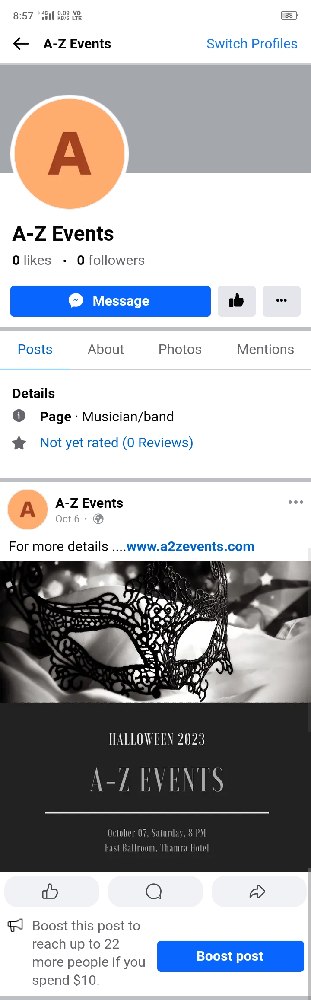 8:57 4G 0.09 KB/S VO LTE 38
A-Z Events Switch Profiles
A
A-Z Events
0 likes · 0 followers
Message
Posts About Photos Mentions
Details
Page · Musician/band
Not yet rated (0 Reviews)
A
A-Z Events
Oct 6 ·
For more details ....www.a2zevents.com
HALLOWEEN 2023
A-Z EVENTS
October 07, Saturday, 8 PM
East Ballroom, Thamra Hotel
Boost this post to
reach up to 22
more people if you
spend $10.
Boost post